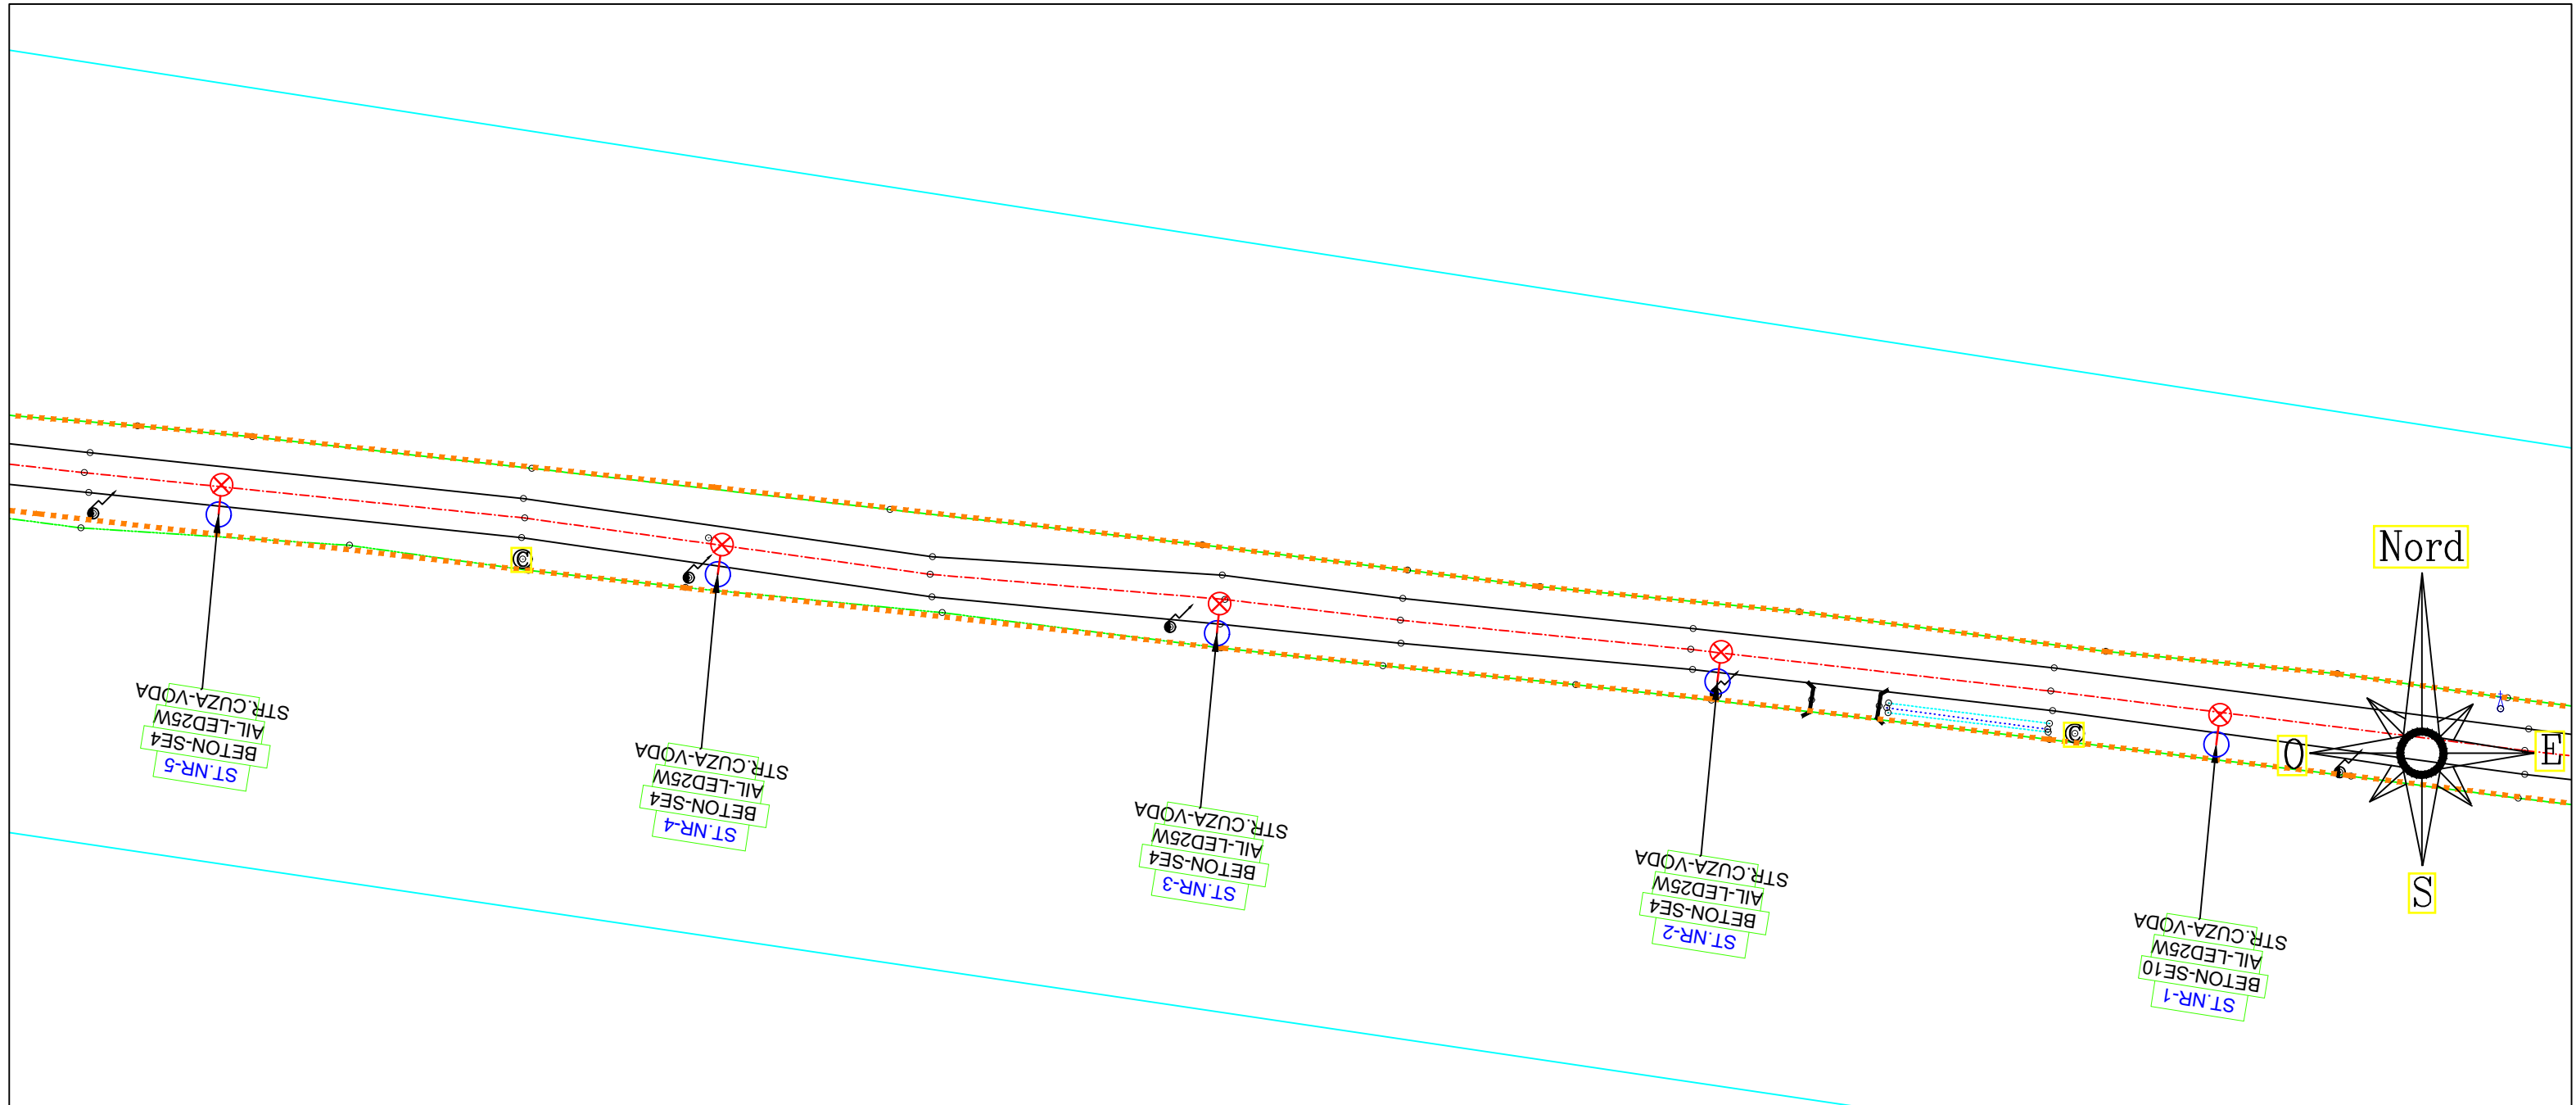 Nord
O
E
S
C
C
STR.CUZA-VODA
AIL-LED25W
BETON-SE4
ST.NR-5
STR.CUZA-VODA
AIL-LED25W
BETON-SE4
ST.NR-4
STR.CUZA-VODA
AIL-LED25W
BETON-SE4
ST.NR-3
STR.CUZA-VODA
AIL-LED25W
BETON-SE4
ST.NR-2
STR.CUZA-VODA
AIL-LED25W
BETON-SE10
ST.NR-1